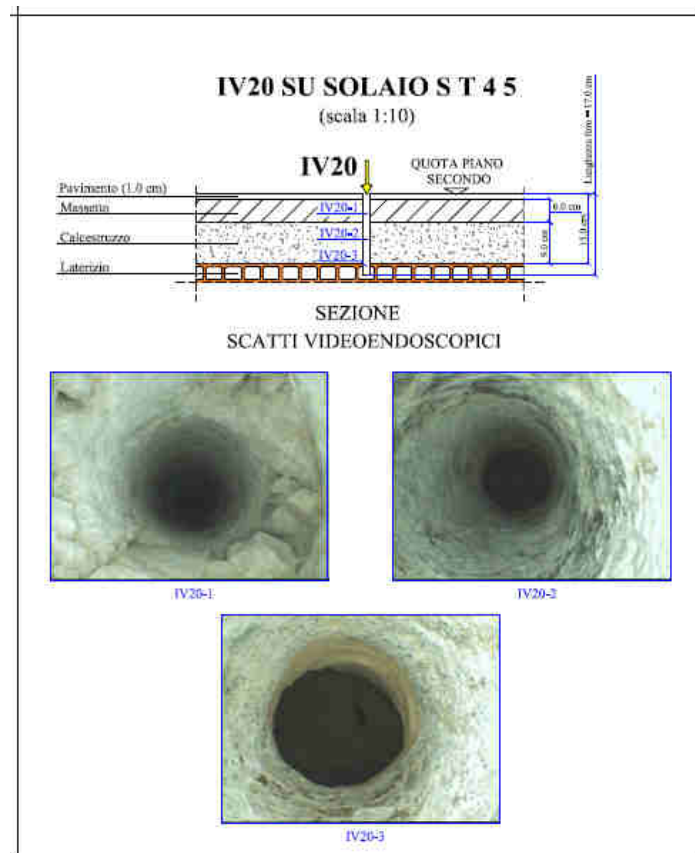 IV20 SU SOLAIO S T 4 5
(scala 1:10)
IV20
QUOTA PIANO
SECONDO
Lunghezza foro = 17.0 cm
Pavimento (1.0 cm)
Massetto
IV20-1
Calcestruzzo
IV20-2
IV20-3
Laterizio
6.0 cm
9.0 cm
15.0 cm
SEZIONE
SCATTI VIDEOENDOSCOPICI
IV20-1
IV20-2
IV20-3